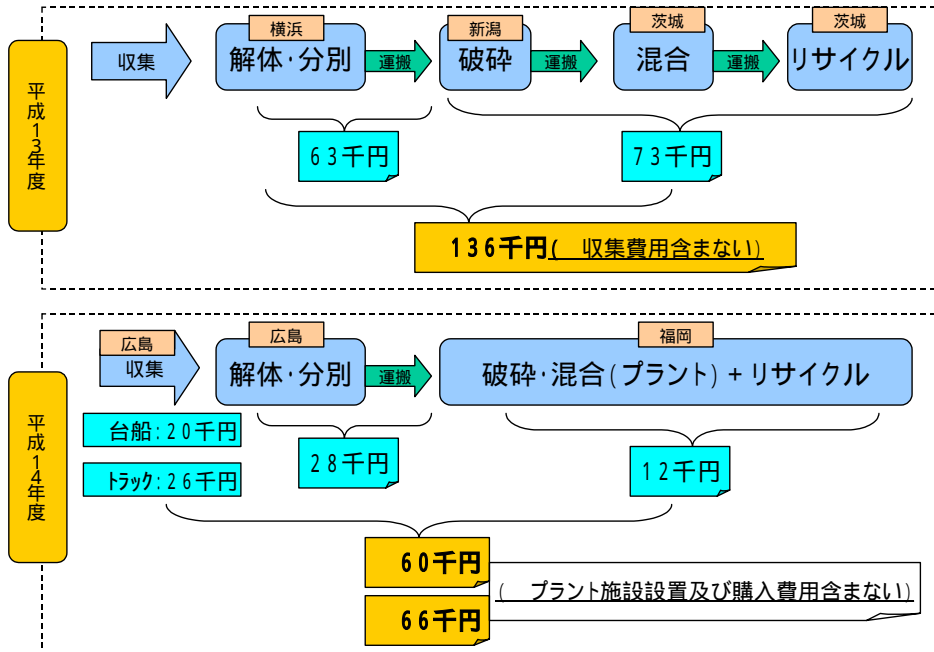 平成13年度
収集
横浜
解体・分別
運搬
新潟
破砕
運搬
茨城
混合
運搬
茨城
リサイクル
63千円
73千円
136千円( 収集費用含まない)
平成14年度
広島
収集
広島
解体・分別
運搬
福岡
破砕・混合(プラント)+リサイクル
台船:20千円
トラック:26千円
28千円
12千円
60千円
66千円
( プラント施設設置及び購入費用含まない)